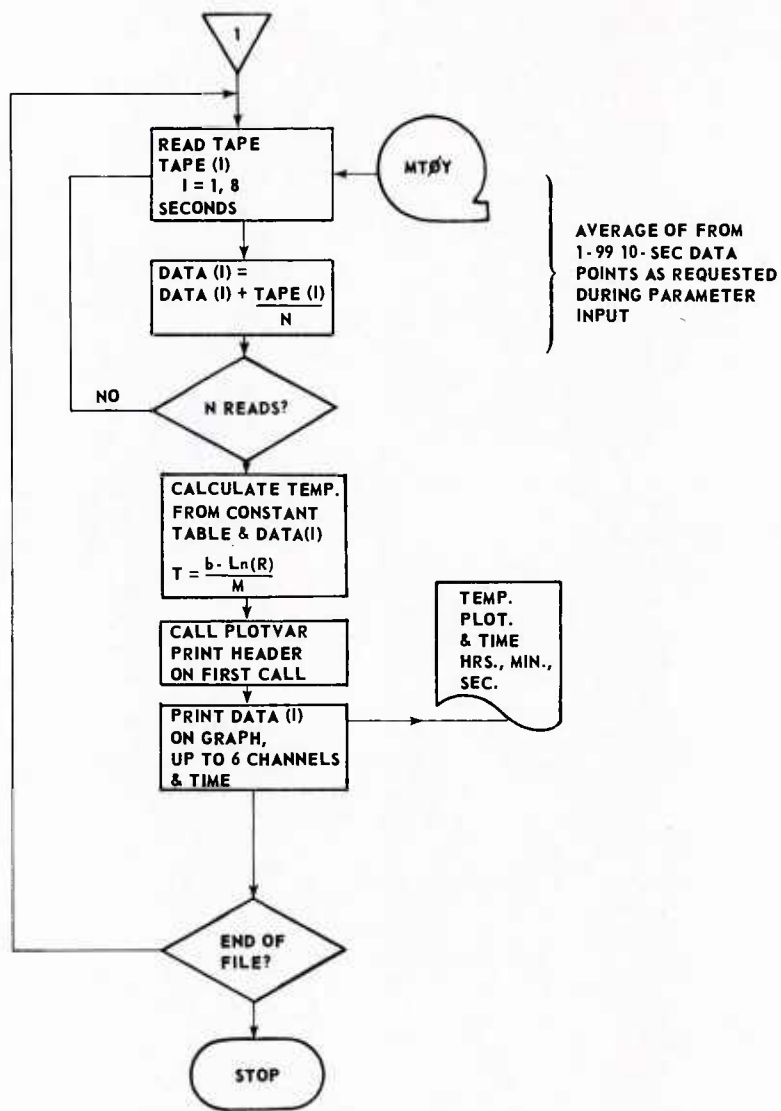 1
READ TAPE
TAPE (I)
I = 1, 8
SECONDS
MTØY
DATA (I) =
DATA (I) + TAPE (I)
N
AVERAGE OF FROM
1-99 10-SEC DATA
POINTS AS REQUESTED
DURING PARAMETER
INPUT
NO
N READS?
CALCULATE TEMP.
FROM CONSTANT
TABLE & DATA(I)
T = b - Ln(R)
M
CALL PLOTVAR
PRINT HEADER
ON FIRST CALL
TEMP.
PLOT.
& TIME
HRS., MIN.,
SEC.
PRINT DATA (I)
ON GRAPH,
UP TO 6 CHANNELS
& TIME
END OF
FILE?
STOP